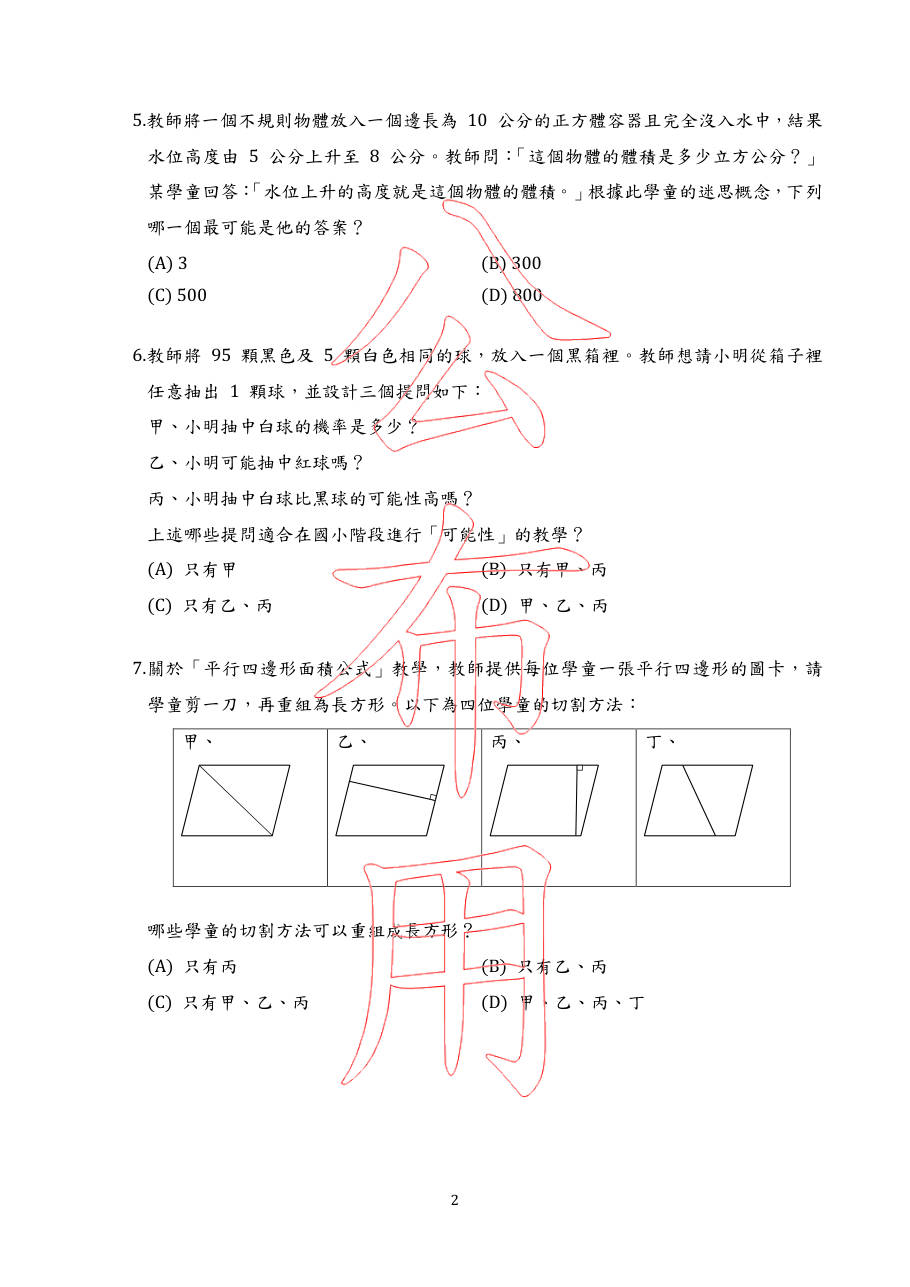 5.教師將一個不規則物體放入一個邊長為 10 公分的正方體容器且完全沒入水中，結果
水位高度由 5 公分上升至 8 公分。教師問：「這個物體的體積是多少立方公分？」
某學童回答：「水位上升的高度就是這個物體的體積。」根據此學童的迷思概念，下列
哪一個最可能是他的答案？
(A) 3 (B) 300
(C) 500 (D) 800
6.教師將 95 顆黑色及 5 顆白色相同的球，放入一個黑箱裡。教師想請小明從箱子裡
任意抽出 1 顆球，並設計三個提問如下：
甲、小明抽中白球的機率是多少？
乙、小明可能抽中紅球嗎？
丙、小明抽中白球比黑球的可能性高嗎？
上述哪些提問適合在國小階段進行「可能性」的教學？
(A) 只有甲 (B) 只有甲、丙
(C) 只有乙、丙 (D) 甲、乙、丙
7.關於「平行四邊形面積公式」教學，教師提供每位學童一張平行四邊形的圖卡，請
學童剪一刀，再重組為長方形。以下為四位學童的切割方法：
甲、 乙、 丙、 丁、
哪些學童的切割方法可以重組成長方形？
(A) 只有丙 (B) 只有乙、丙
(C) 只有甲、乙、丙 (D) 甲、乙、丙、丁
公布用
2